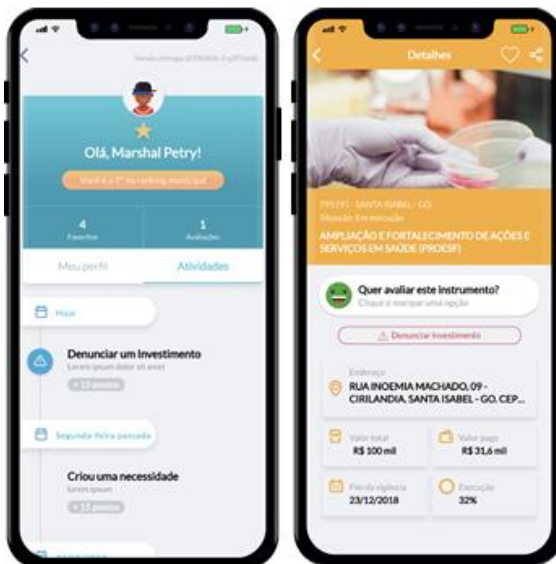 Olá, Marshal Petry!
Você é o 1º no ranking municipal
4
Favoritos
1
Avaliações
Meu perfil
Atividades
Hoje
Denunciar um Investimento
Lorem ipsum dolor sit amet
+ 15 pontos
Segunda-feira passada
Criou uma necessidade
lorem ipsum
+ 15 pontos
Detalhes
SANTA ISABEL - GO
Situação: Em execução
AMPLIAÇÃO E FORTALECIMENTO DE AÇÕES E
SERVIÇOS EM SAÚDE (PROESF)
Quer avaliar este instrumento?
Clique e marque uma opção
Denunciar Investimento
Endereço
RUA INOEMIA MACHADO, 09 -
CIRILANDIA. SANTA ISABEL - GO. CEP...
Valor total
R$ 100 mil
Valor pago
R$ 31,6 mil
Fim da vigência
23/12/2018
Execução
32%